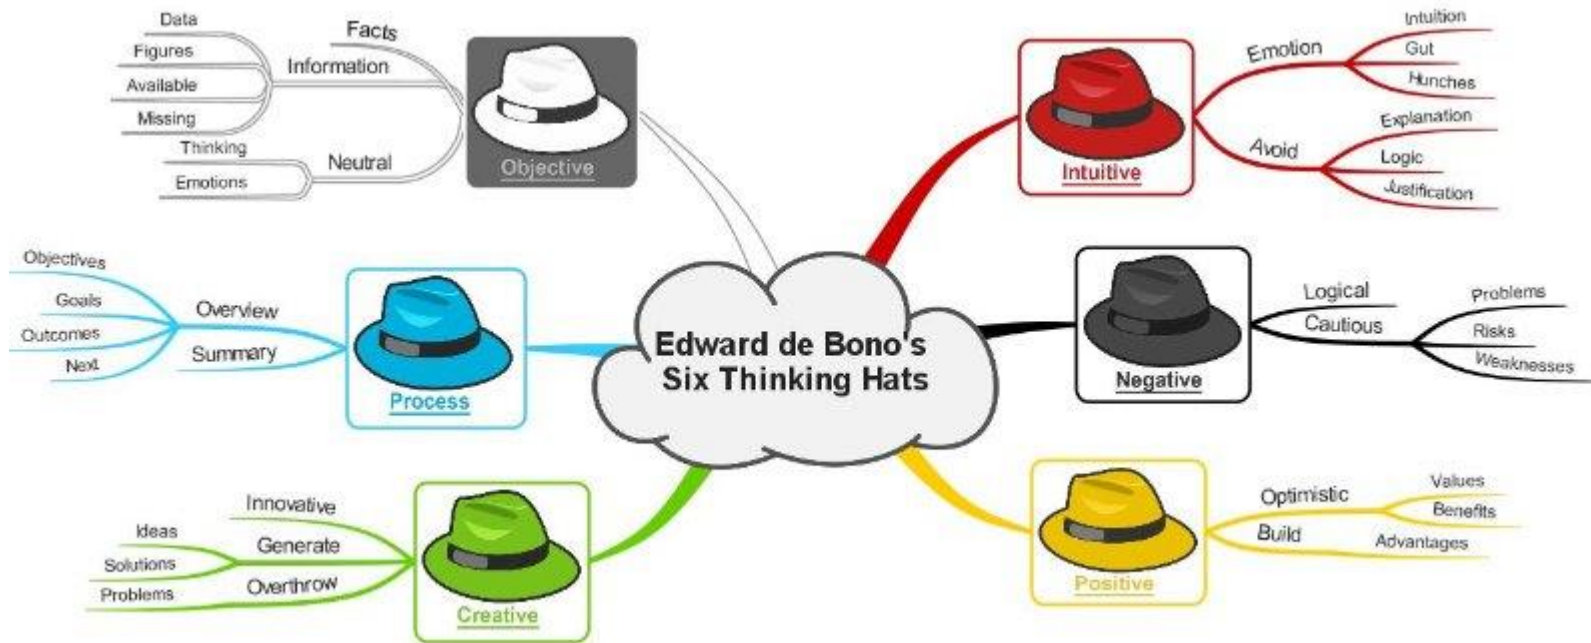 Edward de Bono's
Six Thinking Hats
Objective
Facts
Information
Data
Figures
Available
Missing
Neutral
Thinking
Emotions
Intuitive
Emotion
Intuition
Gut
Hunches
Avoid
Explanation
Logic
Justification
Process
Overview
Objectives
Goals
Outcomes
Next
Summary
Negative
Logical
Cautious
Problems
Risks
Weaknesses
Creative
Innovative
Generate
Ideas
Solutions
Overthrow
Problems
Positive
Optimistic
Values
Benefits
Build
Advantages